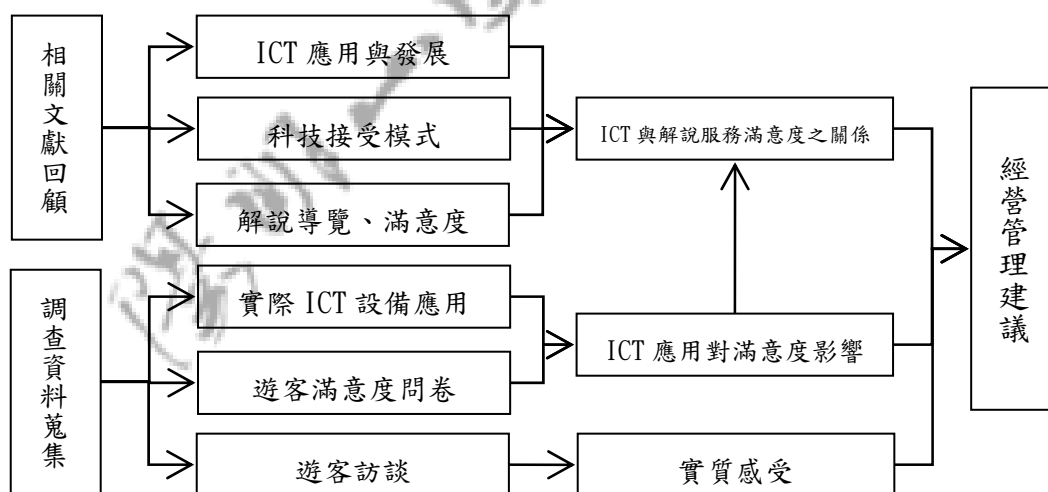 相關文獻回顧
ICT 應用與發展
科技接受模式
解說導覽、滿意度
ICT 與解說服務滿意度之關係
經營管理建議
調查資料蒐集
實際 ICT 設備應用
遊客滿意度問卷
遊客訪談
ICT 應用對滿意度影響
實質感受